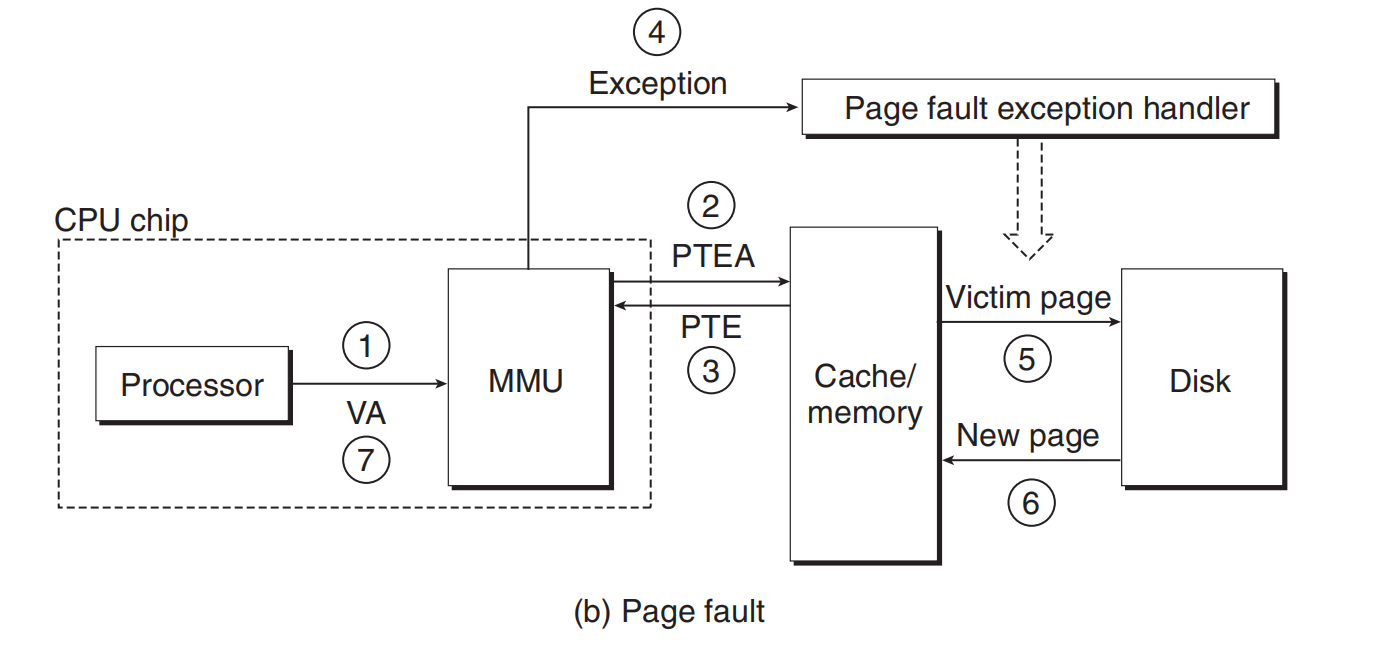 4
Exception
Page fault exception handler
CPU chip
2
PTEA
PTE
3
Processor
1
VA
7
MMU
Cache/
memory
Victim page
5
New page
6
Disk
(b) Page fault